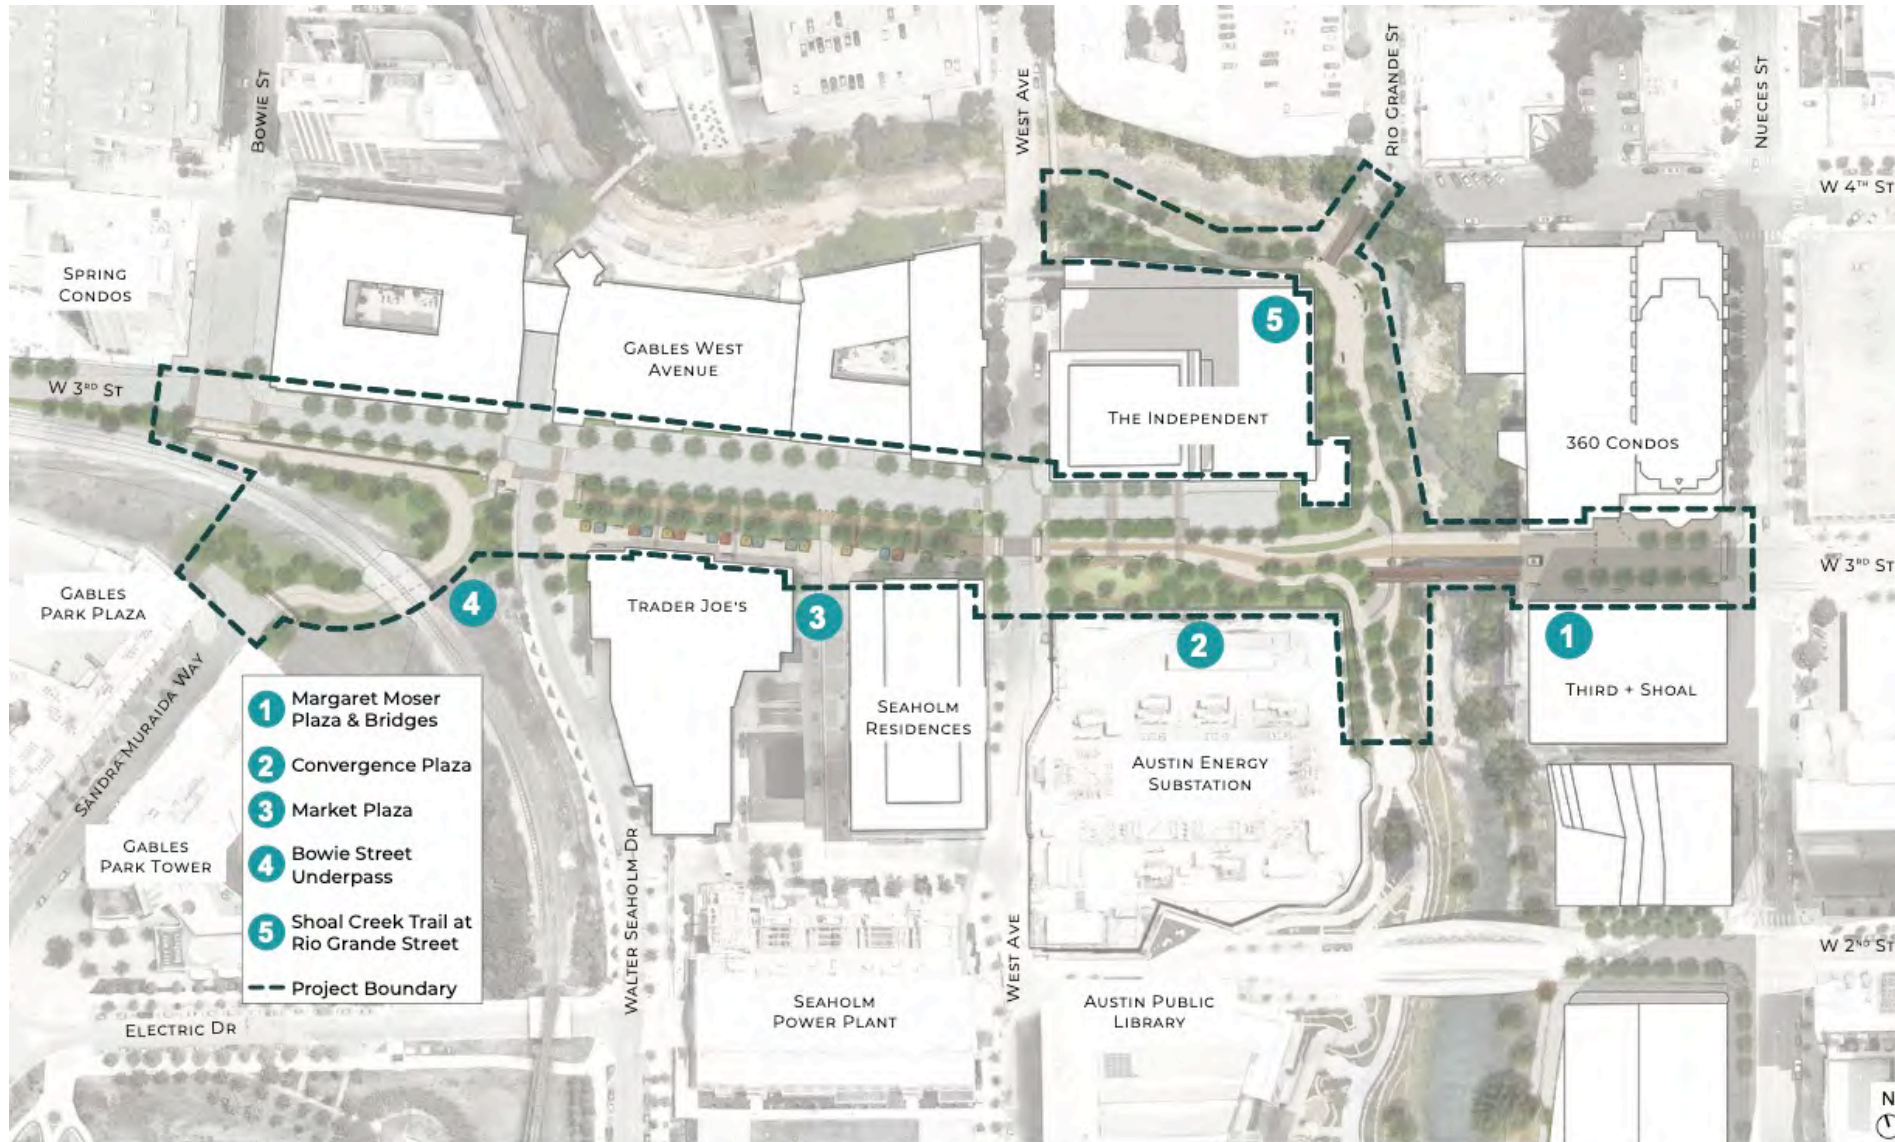 BOWIE ST
WEST AVE
RIO GRANDE ST
NUECES ST
W 4TH ST
SPRING
CONDOS
W 3RD ST
GABLES WEST
AVENUE
5
THE INDEPENDENT
360 CONDOS
W 3RD ST
GABLES
PARK PLAZA
4
TRADER JOE'S
3
2
1
THIRD + SHOAL
SEAHOLM
RESIDENCES
AUSTIN ENERGY
SUBSTATION
SANDRA MURAIDA WAY
GABLES
PARK TOWER
1 Margaret Moser
Plaza & Bridges
2 Convergence Plaza
3 Market Plaza
4 Bowie Street
Underpass
5 Shoal Creek Trail at
Rio Grande Street
Project Boundary
WALTER SEAHOLM DR
WEST AVE
W 2ND ST
ELECTRIC DR
SEAHOLM
POWER PLANT
AUSTIN PUBLIC
LIBRARY
N